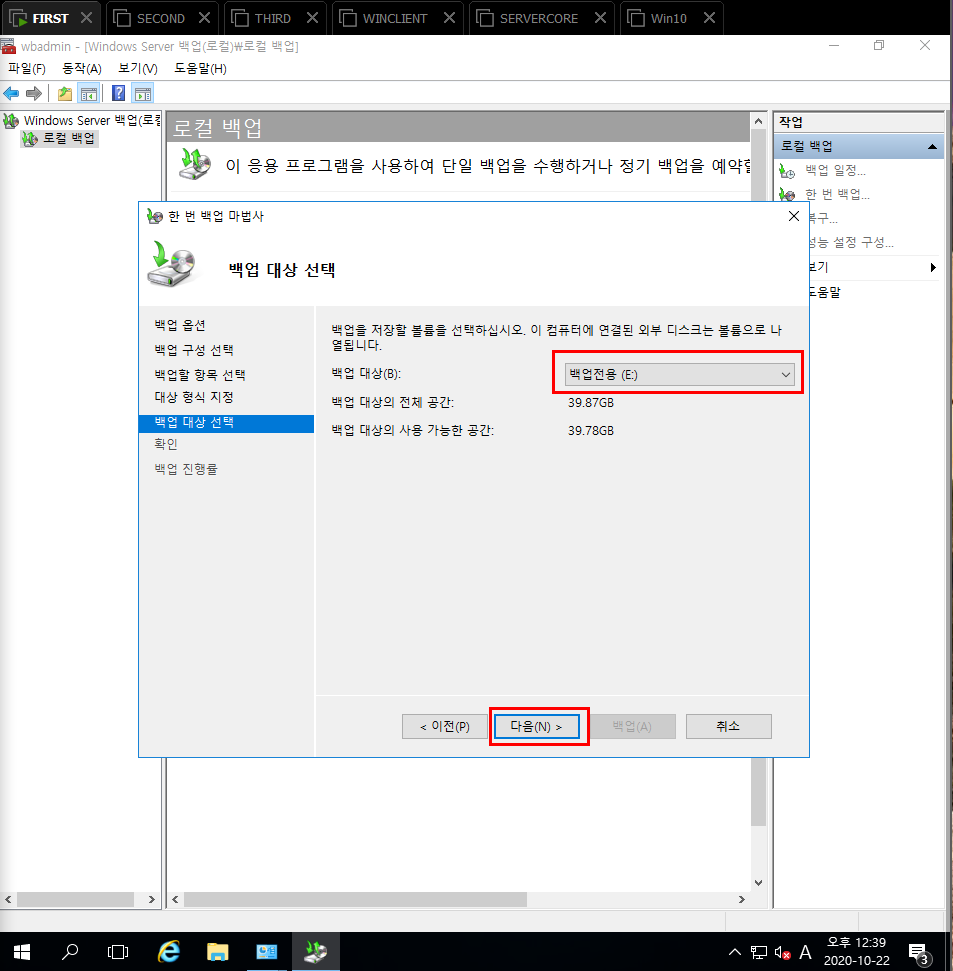 FIRST
SECOND
THIRD
WINCLIENT
SERVERCORE
Win10
wbadmin - [Windows Server 백업(로컬)₩로컬 백업]
파일(F) 동작(A) 보기(V) 도움말(H)
Windows Server 백업(로컬
로컬 백업
로컬 백업
이 응용 프로그램을 사용하여 단일 백업을 수행하거나 정기 백업을 예약할
작업
로컬 백업
백업 일정...
한 번 백업...
복구...
성능 설정 구성...
보기
도움말
한 번 백업 마법사
백업 대상 선택
백업 옵션
백업 구성 선택
백업할 항목 선택
대상 형식 지정
백업 대상 선택
확인
백업 진행률
백업을 저장할 볼륨을 선택하십시오. 이 컴퓨터에 연결된 외부 디스크는 볼륨으로 나
열됩니다.
백업 대상(B): 백업전용 (E:)
백업 대상의 전체 공간: 39.87GB
백업 대상의 사용 가능한 공간: 39.78GB
< 이전(P) 다음(N) > 백업(A) 취소
A
오후 12:39
2020-10-22
3